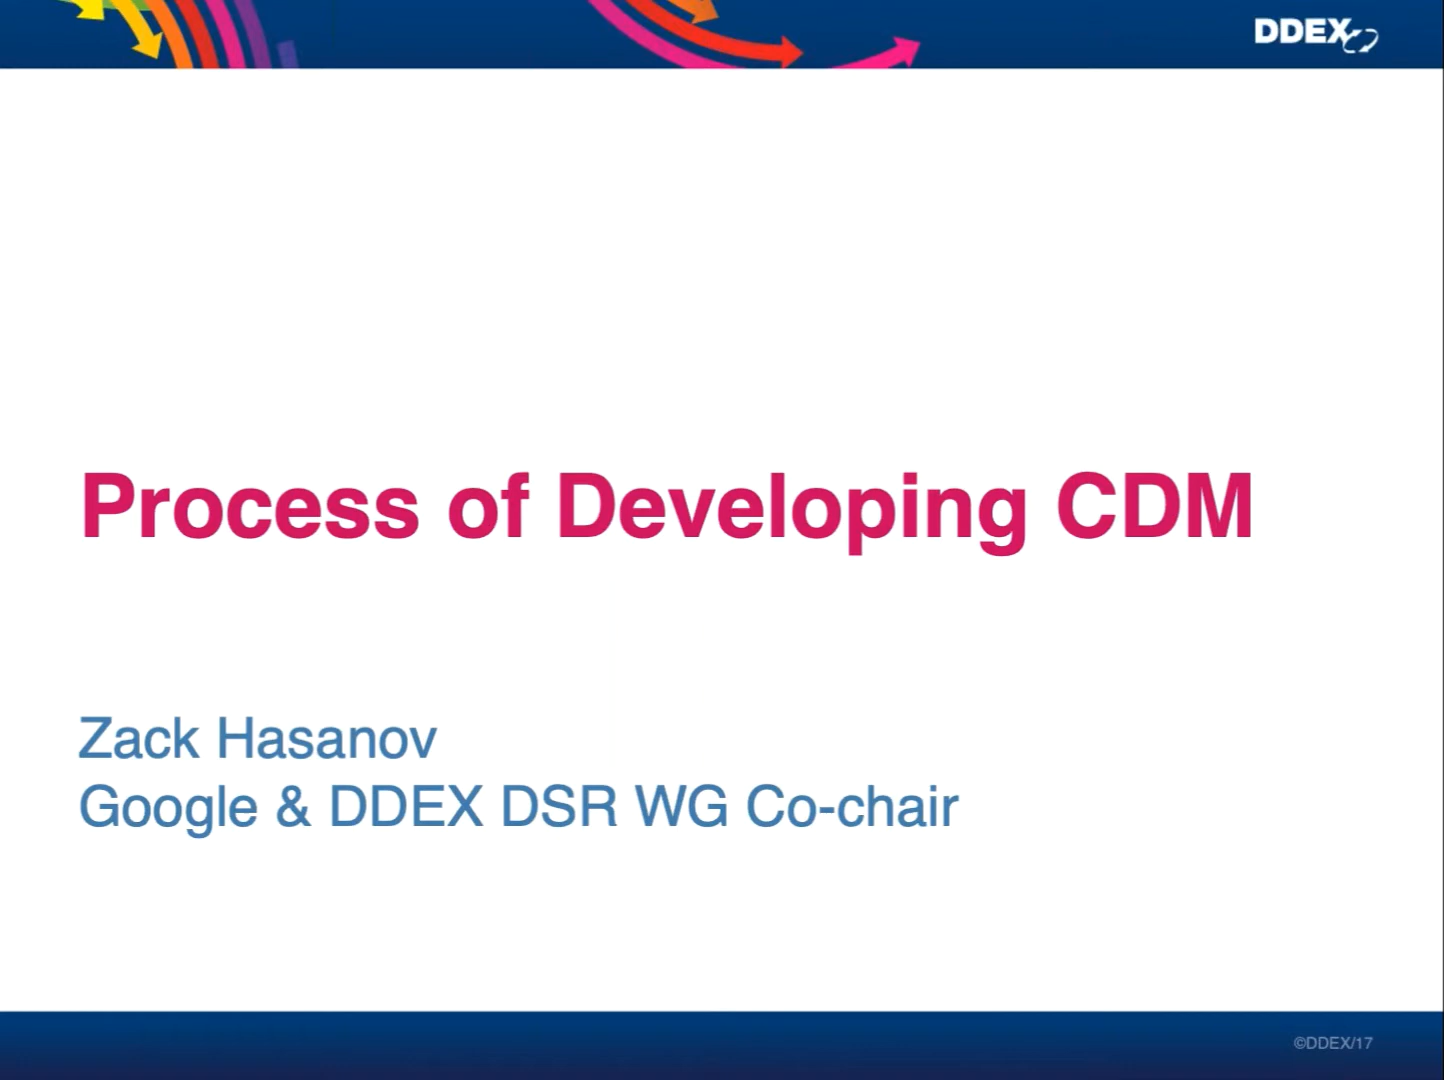 DDEX
Process of Developing CDM
Zack Hasanov
Google & DDEX DSR WG Co-chair
©DDEX/17